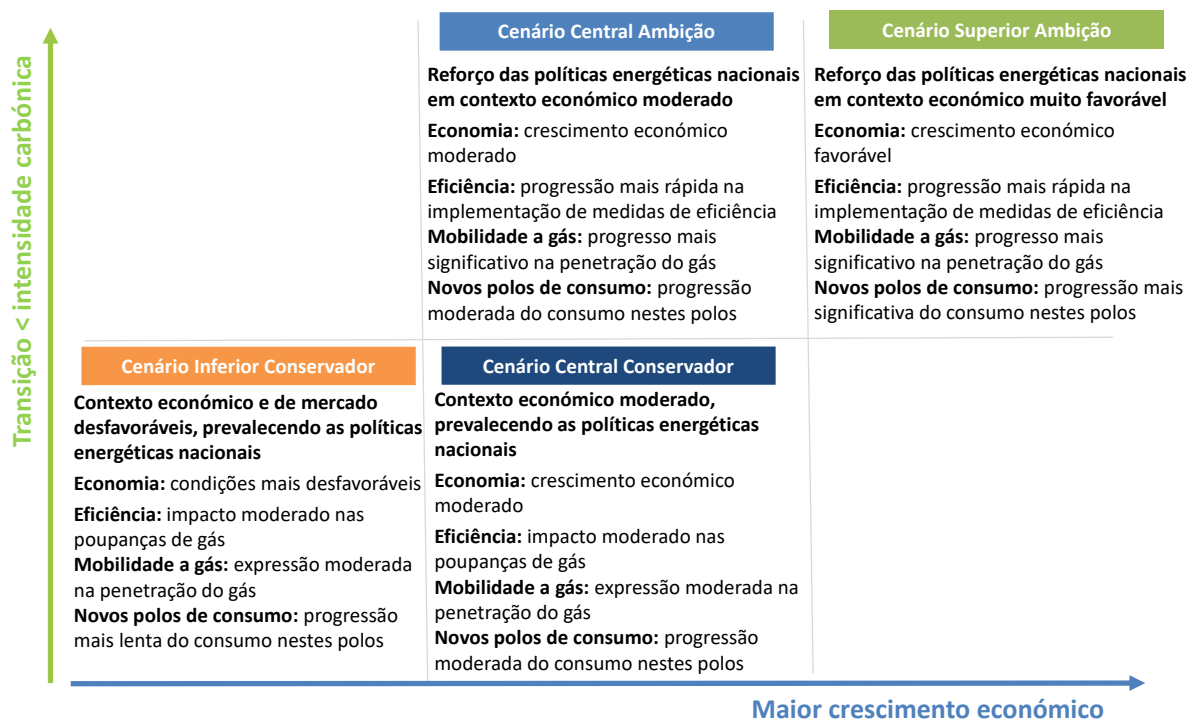 Transição < intensidade carbónica
Cenário Central Ambição
Reforço das políticas energéticas nacionais
em contexto económico moderado
Economia: crescimento económico
moderado
Eficiência: progressão mais rápida na
implementação de medidas de eficiência
Mobilidade a gás: progresso mais
significativo na penetração do gás
Novos polos de consumo: progressão
moderada do consumo nestes polos
Cenário Superior Ambição
Reforço das políticas energéticas nacionais
em contexto económico muito favorável
Economia: crescimento económico
favorável
Eficiência: progressão mais rápida na
implementação de medidas de eficiência
Mobilidade a gás: progresso mais
significativo na penetração do gás
Novos polos de consumo: progressão mais
significativa do consumo nestes polos
Cenário Inferior Conservador
Contexto económico e de mercado
desfavoráveis, prevalecendo as políticas
energéticas nacionais
Economia: condições mais desfavoráveis
Eficiência: impacto moderado nas
poupanças de gás
Mobilidade a gás: expressão moderada
na penetração do gás
Novos polos de consumo: progressão
mais lenta do consumo nestes polos
Cenário Central Conservador
Contexto económico moderado,
prevalecendo as políticas energéticas
nacionais
Economia: crescimento económico
moderado
Eficiência: impacto moderado nas
poupanças de gás
Mobilidade a gás: expressão moderada na
penetração do gás
Novos polos de consumo: progressão
moderada do consumo nestes polos
Maior crescimento económico